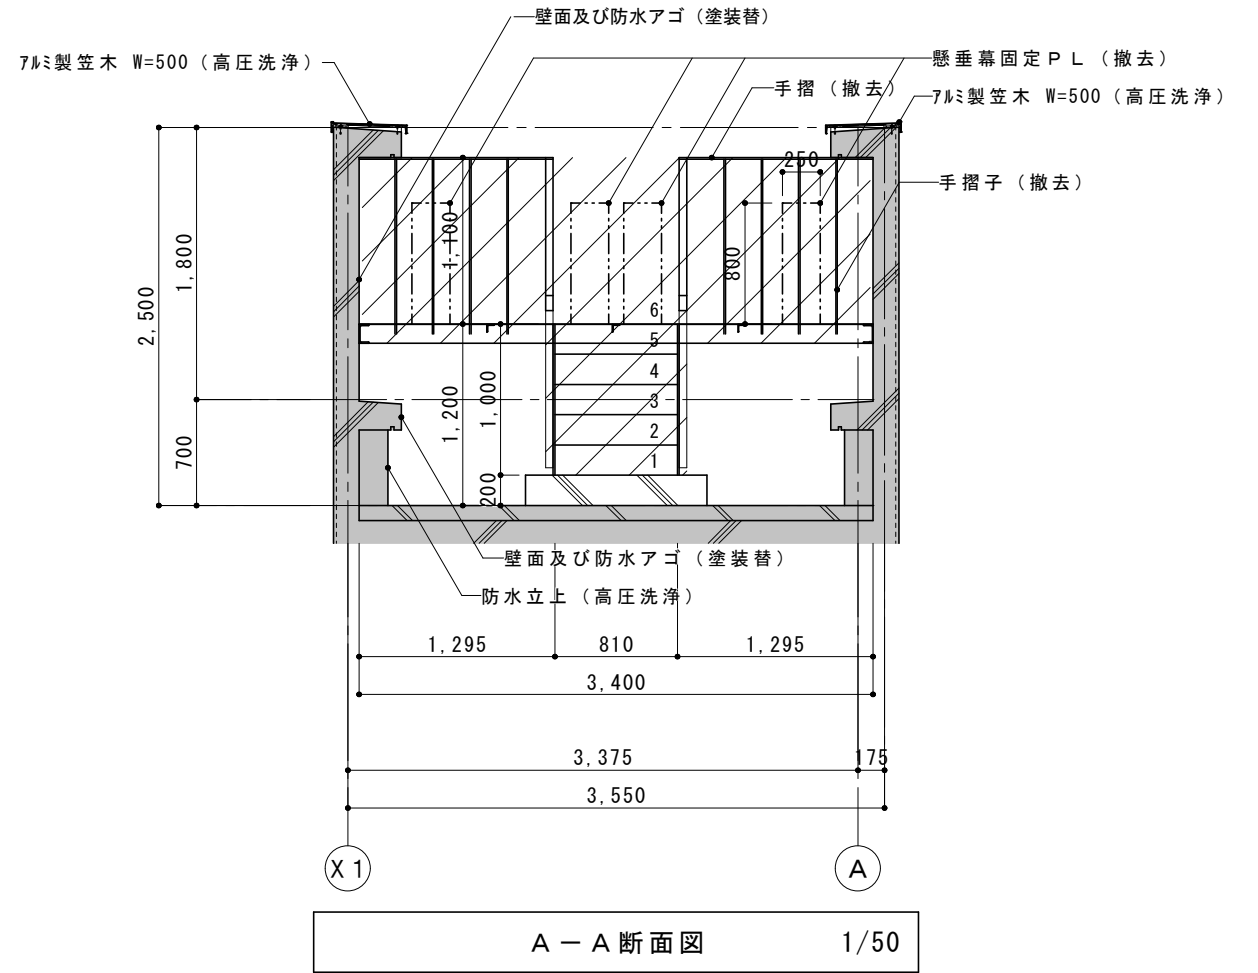 壁面及び防水アゴ（塗装替）
ｱﾙﾐ製笠木 W=500（高圧洗浄）
懸垂幕固定ＰＬ（撤去）
手摺（撤去）
ｱﾙﾐ製笠木 W=500（高圧洗浄）
250
手摺子（撤去）
1,100
800
1,800
2,500
6
5
4
3
2
1
1,200
1,000
700
200
壁面及び防水アゴ（塗装替）
防水立上（高圧洗浄）
1,295 810 1,295
3,400
3,375 175
3,550
X1 A
Ａ－Ａ断面図 1/50